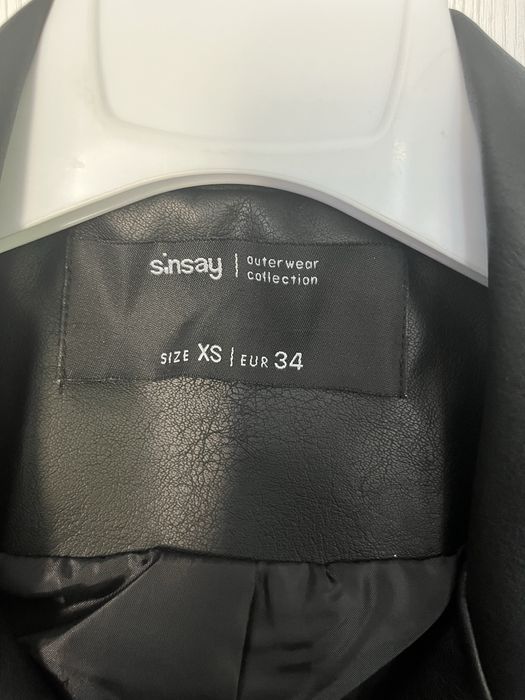 sinsay | outerwear
collection
SIZE XS | EUR 34